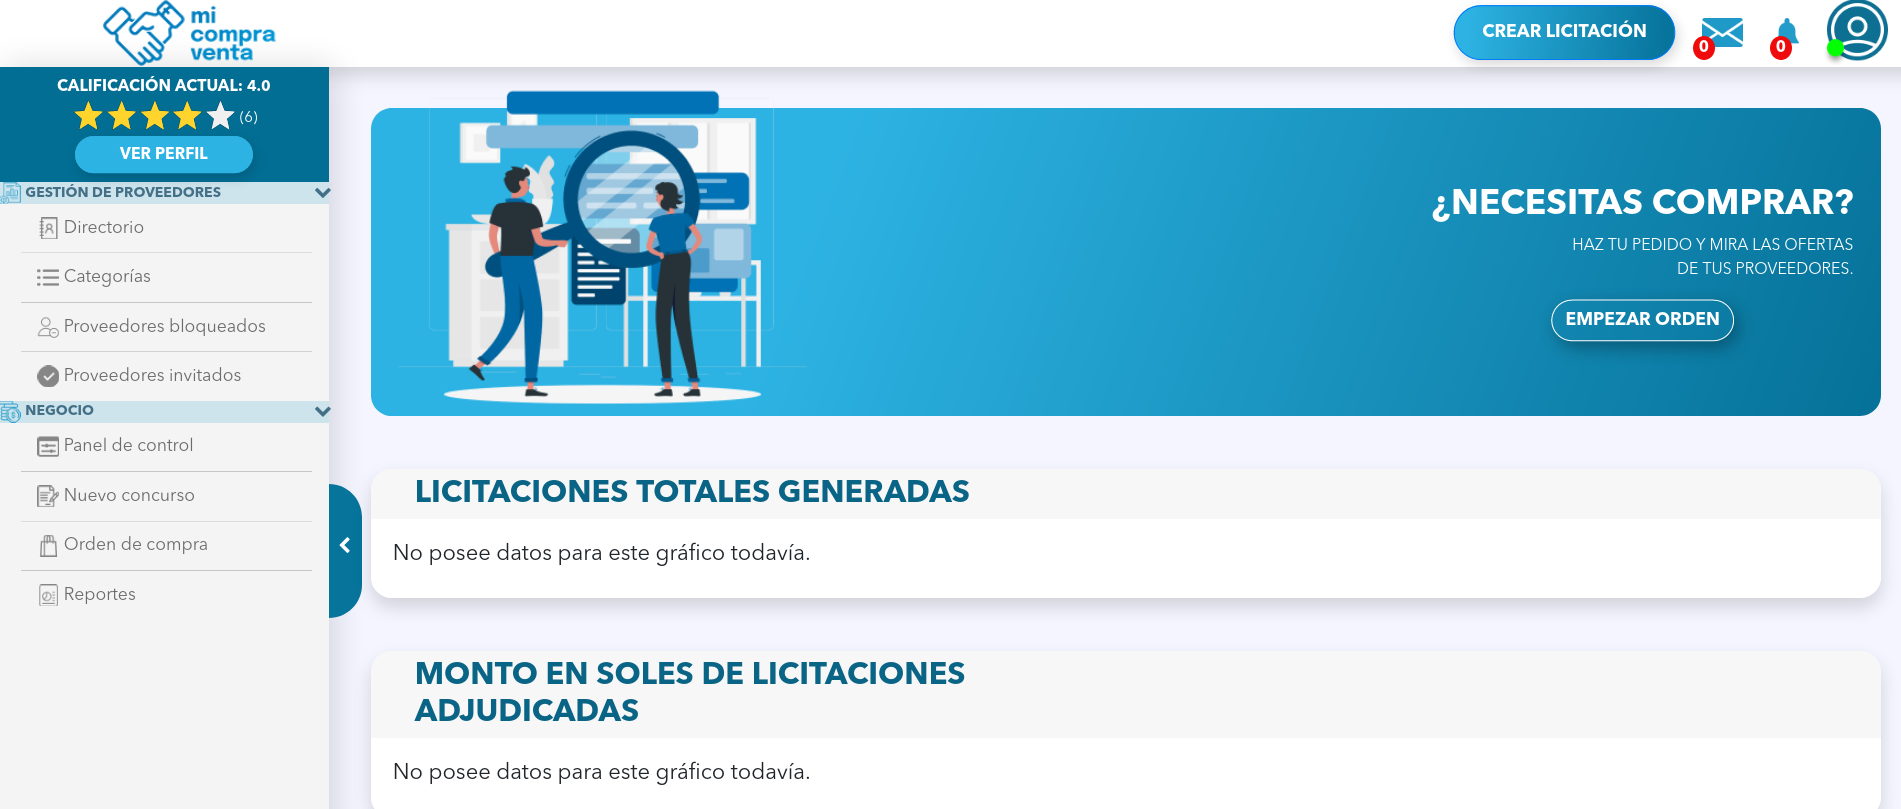 mi
compra
venta
CREAR LICITACIÓN
0
0
CALIFICACIÓN ACTUAL: 4.0
(6)
VER PERFIL
GESTIÓN DE PROVEEDORES
Directorio
Categorías
Proveedores bloqueados
Proveedores invitados
NEGOCIO
Panel de control
Nuevo concurso
Orden de compra
Reportes
¿NECESITAS COMPRAR?
HAZ TU PEDIDO Y MIRA LAS OFERTAS
DE TUS PROVEEDORES.
EMPEZAR ORDEN
LICITACIONES TOTALES GENERADAS
No posee datos para este gráfico todavía.
MONTO EN SOLES DE LICITACIONES
ADJUDICADAS
No posee datos para este gráfico todavía.